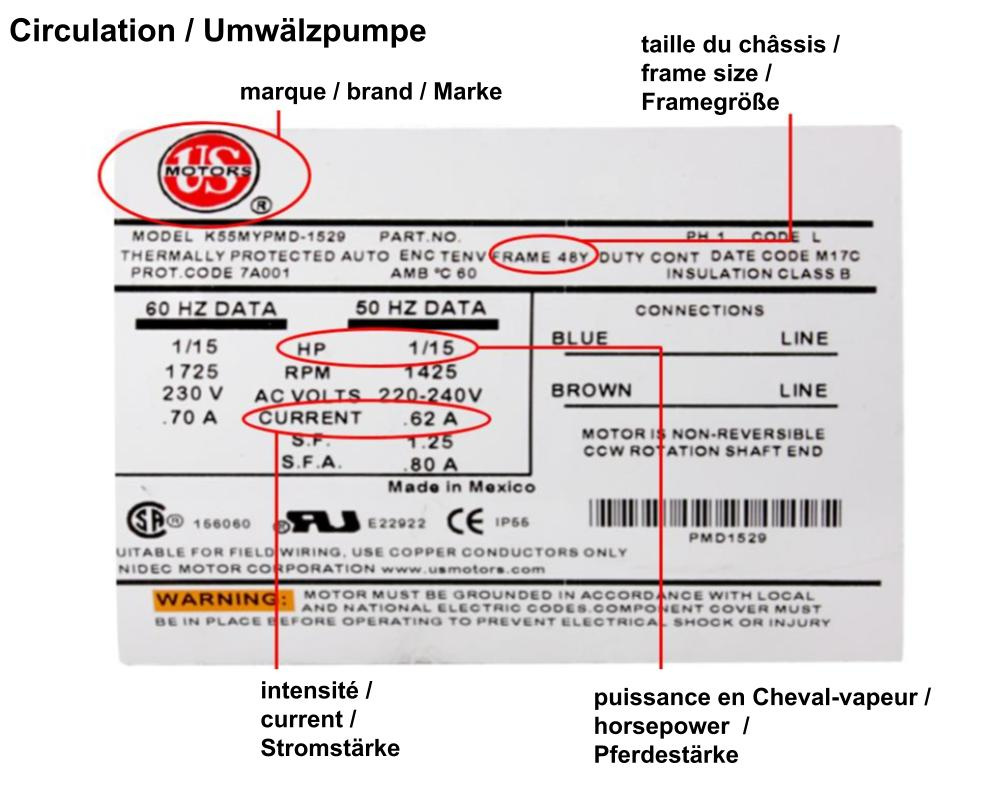 Circulation / Umwälzpumpe
taille du châssis /
frame size /
Framegröße
marque / brand / Marke
US
MOTORS
®
MODEL K55MYPMD-1529 PART.NO. PH 1 CODE L
THERMALLY PROTECTED AUTO ENC TENV FRAME 48Y DUTY CONT DATE CODE M17C
PROT.CODE 7A001 AMB °C 60 INSULATION CLASS B
60 HZ DATA 50 HZ DATA
1/15 HP 1/15
1725 RPM 1425
230 V AC VOLTS 220-240V
.70 A CURRENT .62 A
S.F. 1.25
S.F.A. .80 A
CONNECTIONS
BLUE LINE
BROWN LINE
MOTOR IS NON-REVERSIBLE
CCW ROTATION SHAFT END
Made in Mexico
SA ® 156060 ® RU E22922 CE IP55
PMD1529
UITABLE FOR FIELD WIRING, USE COPPER CONDUCTORS ONLY
NIDEC MOTOR CORPORATION www.usmotors.com
WARNING: MOTOR MUST BE GROUNDED IN ACCORDANCE WITH LOCAL
AND NATIONAL ELECTRIC CODES.COMPONENT COVER MUST
BE IN PLACE BEFORE OPERATING TO PREVENT ELECTRICAL SHOCK OR INJURY
intensité /
current /
Stromstärke
puissance en Cheval-vapeur /
horsepower /
Pferdestärke